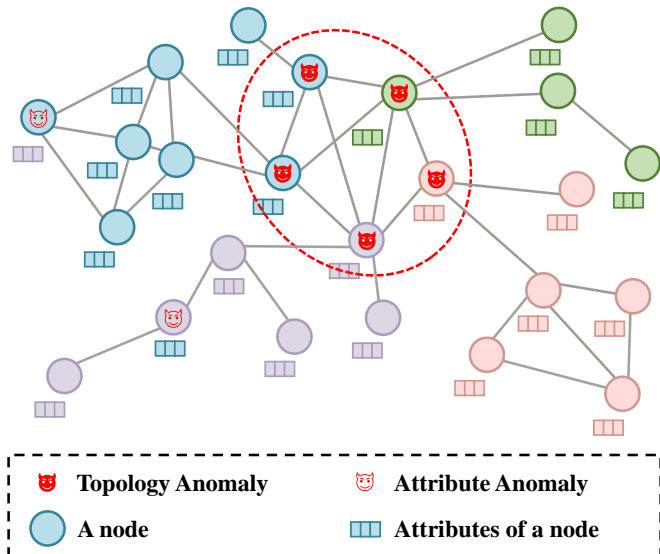 Topology Anomaly
Attribute Anomaly
A node
Attributes of a node